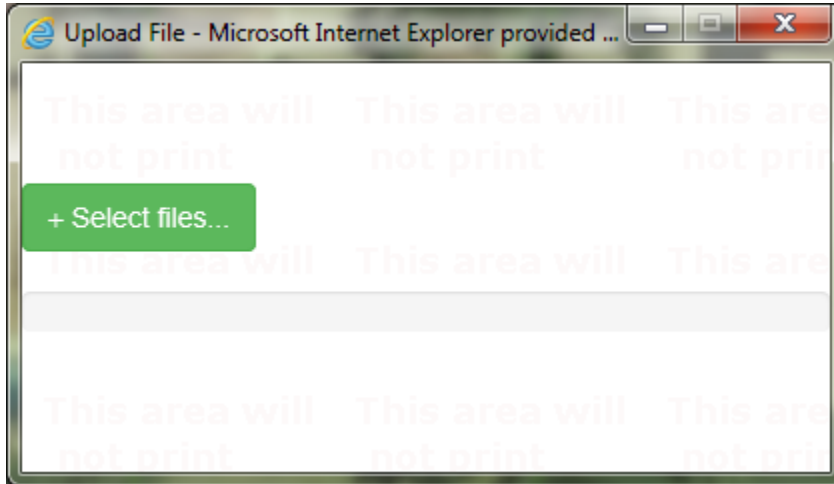 Upload File - Microsoft Internet Explorer provided ...
This area will This area will This are
not print not print not prin
+ Select files...
This area will This area will This are
This area will This area will This are
not print not print not prin